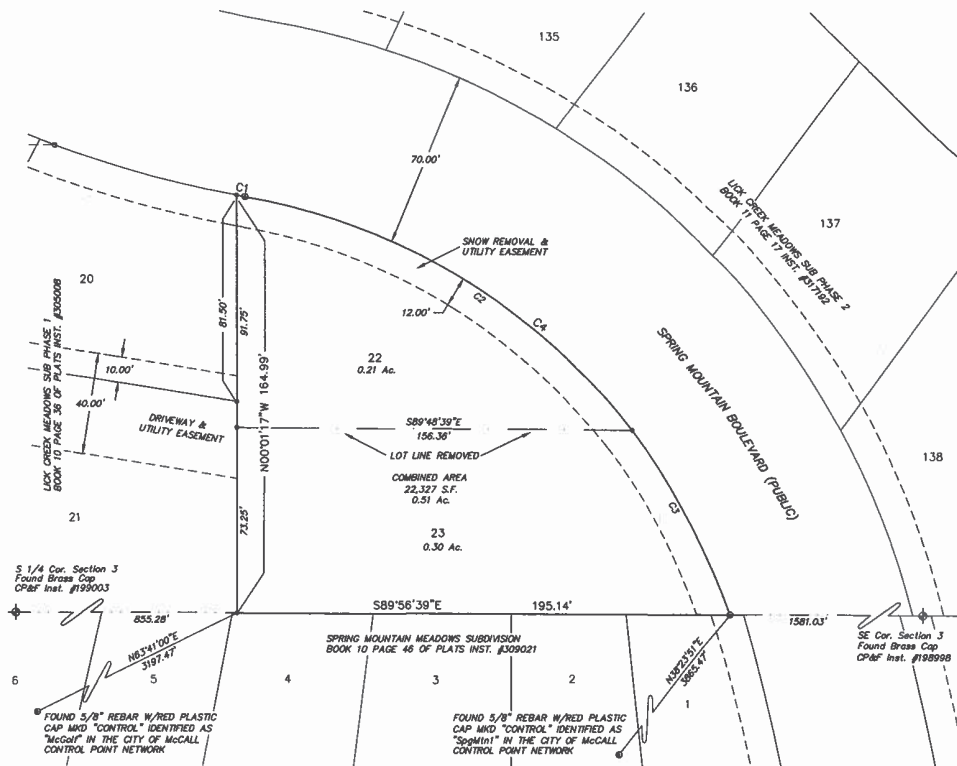 135
136
137
138
LICK CREEK MEADOWS SUB PHASE 2
BOOK 11 PAGE 17 INST. #317192
70.00'
C1
SNOW REMOVAL &
UTILITY EASEMENT
12.00'
C2
C4
SPRING MOUNTAIN BOULEVARD (PUBLIC)
20
LICK CREEK MEADOWS SUB PHASE 1
BOOK 10 PAGE 36 OF PLATS INST. #305008
81.50'
91.75'
N00°01'17"W 164.99'
10.00'
40.00'
22
0.21 Ac.
DRIVEWAY &
UTILITY EASEMENT
S89°48'39"E
156.36'
LOT LINE REMOVED
COMBINED AREA
22,327 S.F.
0.51 Ac.
C3
73.25'
21
23
0.30 Ac.
S 1/4 Cor. Section 3
Found Brass Cap
CP&F Inst. #199003
855.28'
S89°56'39"E 195.14'
1581.03'
SE Cor. Section 3
Found Brass Cap
CP&F Inst. #198998
N63°41'00"E
3197.47'
SPRING MOUNTAIN MEADOWS SUBDIVISION
BOOK 10 PAGE 46 OF PLATS INST. #309021
N38°23'51"E
3865.47'
6
5
4
3
2
1
FOUND 5/8" REBAR W/RED PLASTIC
CAP MKD "CONTROL" IDENTIFIED AS
"McGolf" IN THE CITY OF McCALL
CONTROL POINT NETWORK
FOUND 5/8" REBAR W/RED PLASTIC
CAP MKD "CONTROL" IDENTIFIED AS
"SpgMtn1" IN THE CITY OF McCALL
CONTROL POINT NETWORK